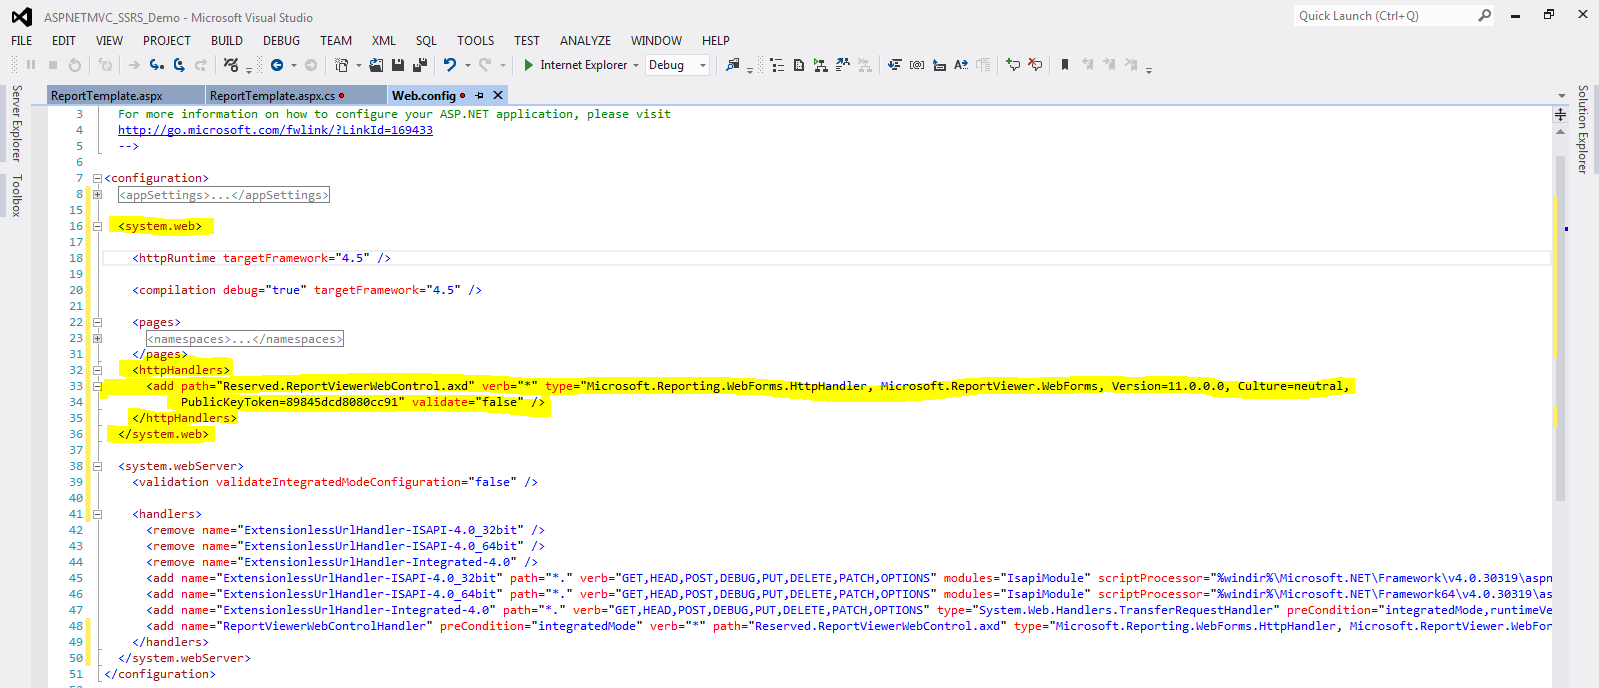 ASPNETMVC_SSRS_Demo - Microsoft Visual Studio
Quick Launch (Ctrl+Q)
FILE EDIT VIEW PROJECT BUILD DEBUG TEAM XML SQL TOOLS TEST ANALYZE WINDOW HELP
Internet Explorer Debug
ReportTemplate.aspx ReportTemplate.aspx.cs Web.config
Server Explorer
Toolbox
Solution Explorer
3 For more information on how to configure your ASP.NET application, please visit
4 http://go.microsoft.com/fwlink/?LinkId=169433
5 -->
6
7 <configuration>
8 <appSettings>...</appSettings>
15
16 <system.web>
17
18 <httpRuntime targetFramework="4.5" />
19
20 <compilation debug="true" targetFramework="4.5" />
21
22 <pages>
23 <namespaces>...</namespaces>
31 </pages>
32 <httpHandlers>
33 <add path="Reserved.ReportViewerWebControl.axd" verb="*" type="Microsoft.Reporting.WebForms.HttpHandler, Microsoft.ReportViewer.WebForms, Version=11.0.0.0, Culture=neutral,
34 PublicKeyToken=89845dcd8080cc91" validate="false" />
35 </httpHandlers>
36 </system.web>
37
38 <system.webServer>
39 <validation validateIntegratedModeConfiguration="false" />
40
41 <handlers>
42 <remove name="ExtensionlessUrlHandler-ISAPI-4.0_32bit" />
43 <remove name="ExtensionlessUrlHandler-ISAPI-4.0_64bit" />
44 <remove name="ExtensionlessUrlHandler-Integrated-4.0" />
45 <add name="ExtensionlessUrlHandler-ISAPI-4.0_32bit" path="*." verb="GET,HEAD,POST,DEBUG,PUT,DELETE,PATCH,OPTIONS" modules="IsapiModule" scriptProcessor="%windir%\Microsoft.NET\Framework\v4.0.30319\aspn
46 <add name="ExtensionlessUrlHandler-ISAPI-4.0_64bit" path="*." verb="GET,HEAD,POST,DEBUG,PUT,DELETE,PATCH,OPTIONS" modules="IsapiModule" scriptProcessor="%windir%\Microsoft.NET\Framework64\v4.0.30319\as
47 <add name="ExtensionlessUrlHandler-Integrated-4.0" path="*." verb="GET,HEAD,POST,DEBUG,PUT,DELETE,PATCH,OPTIONS" type="System.Web.Handlers.TransferRequestHandler" preCondition="integratedMode,runtimeVe
48 <add name="ReportViewerWebControlHandler" preCondition="integratedMode" verb="*" path="Reserved.ReportViewerWebControl.axd" type="Microsoft.Reporting.WebForms.HttpHandler, Microsoft.ReportViewer.WebFor
49 </handlers>
50 </system.webServer>
51 </configuration>